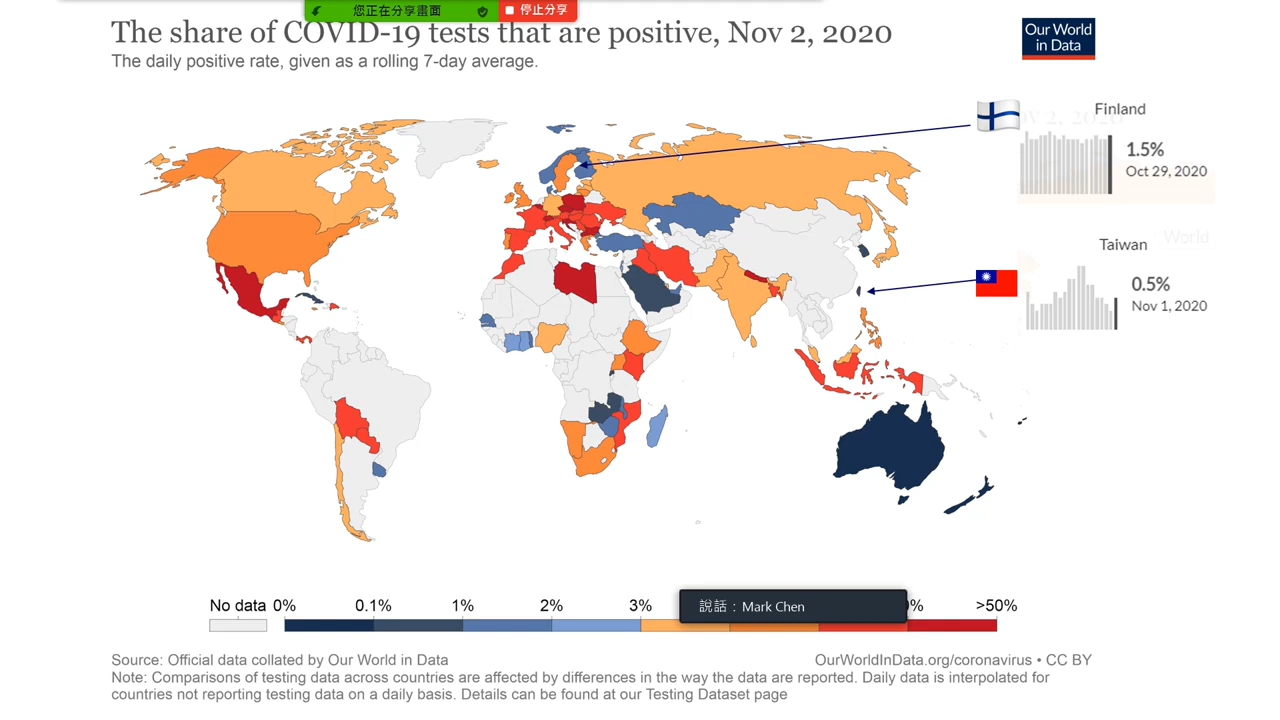 您正在分享畫面
停止分享
The share of COVID-19 tests that are positive, Nov 2, 2020
The daily positive rate, given as a rolling 7-day average.
Our World
in Data
Finland
1.5%
Oct 29, 2020
World
Taiwan
0.5%
Nov 1, 2020
No data 0% 0.1% 1% 2% 3% >50%
說話：Mark Chen
Source: Official data collated by Our World in Data
OurWorldInData.org/coronavirus • CC BY
Note: Comparisons of testing data across countries are affected by differences in the way the data are reported. Daily data is interpolated for
countries not reporting testing data on a daily basis. Details can be found at our Testing Dataset page